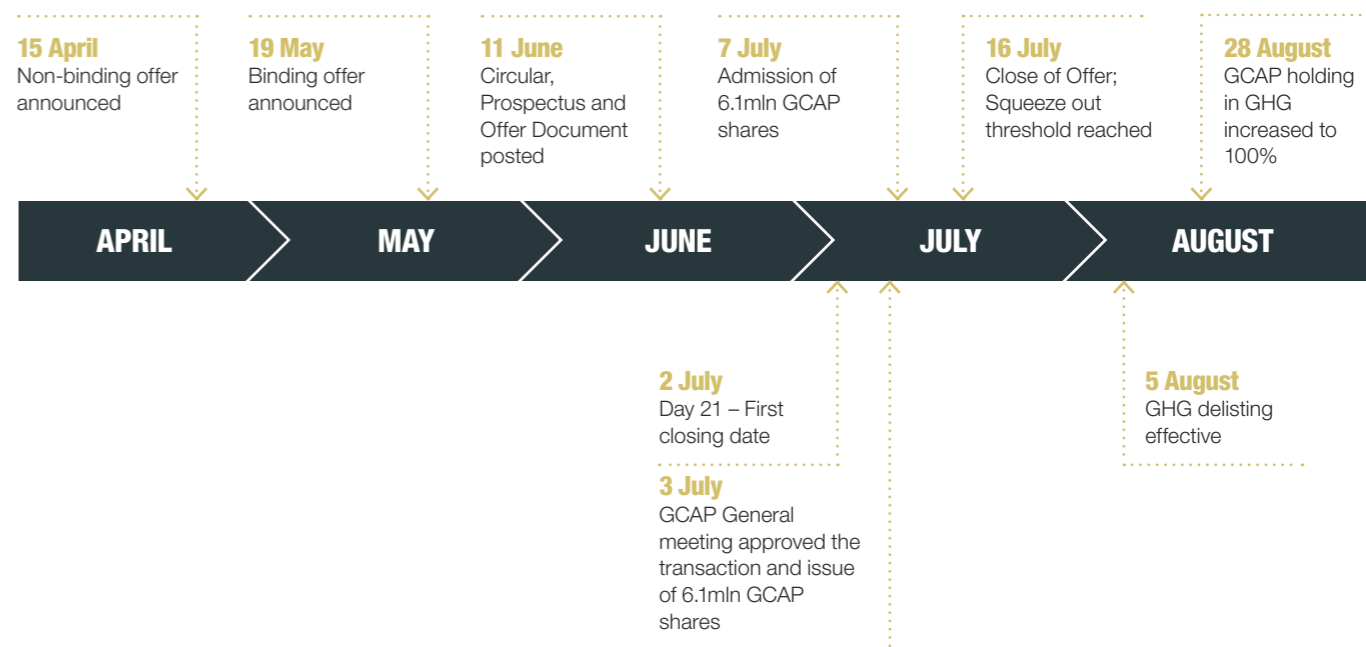 15 April
Non-binding offer
announced
19 May
Binding offer
announced
11 June
Circular,
Prospectus and
Offer Document
posted
7 July
Admission of
6.1mln GCAP
shares
16 July
Close of Offer;
Squeeze out
threshold reached
28 August
GCAP holding
in GHG
increased to
100%
APRIL
MAY
JUNE
JULY
AUGUST
2 July
Day 21 – First
closing date
3 July
GCAP General
meeting approved the
transaction and issue
of 6.1mln GCAP
shares
5 August
GHG delisting
effective